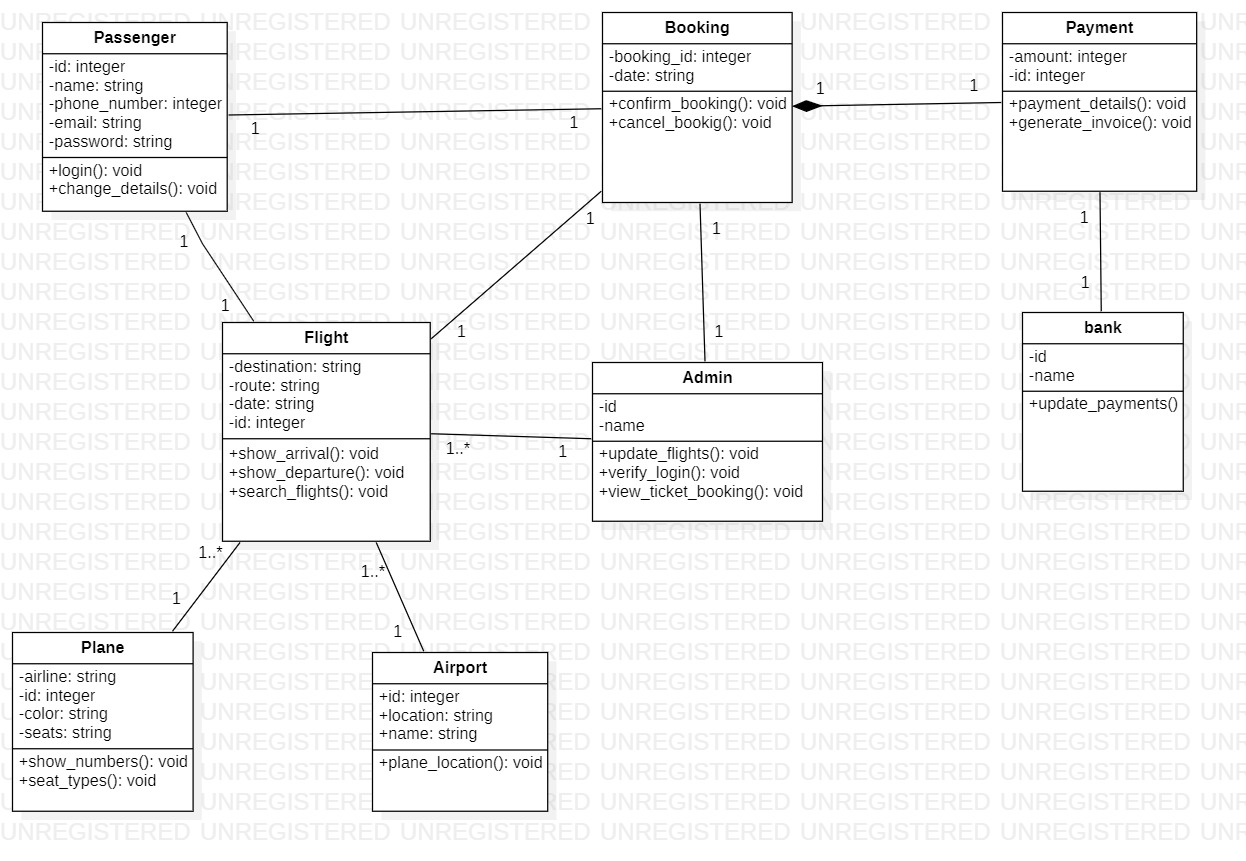 Passenger
-id: integer
-name: string
-phone_number: integer
-email: string
-password: string
+login(): void
+change_details(): void
Booking
-booking_id: integer
-date: string
+confirm_booking(): void
+cancel_bookig(): void
Payment
-amount: integer
-id: integer
+payment_details(): void
+generate_invoice(): void
1
1
1
1
1
1
1
1
1
1
1
1
1
1
Flight
-destination: string
-route: string
-date: string
-id: integer
+show_arrival(): void
+show_departure(): void
+search_flights(): void
1..*
1
Admin
-id
-name
+update_flights(): void
+verify_login(): void
+view_ticket_booking(): void
bank
-id
-name
+update_payments()
1..*
1
1..*
1
Plane
-airline: string
-id: integer
-color: string
-seats: string
+show_numbers(): void
+seat_types(): void
Airport
+id: integer
+location: string
+name: string
+plane_location(): void
UNREGISTERED